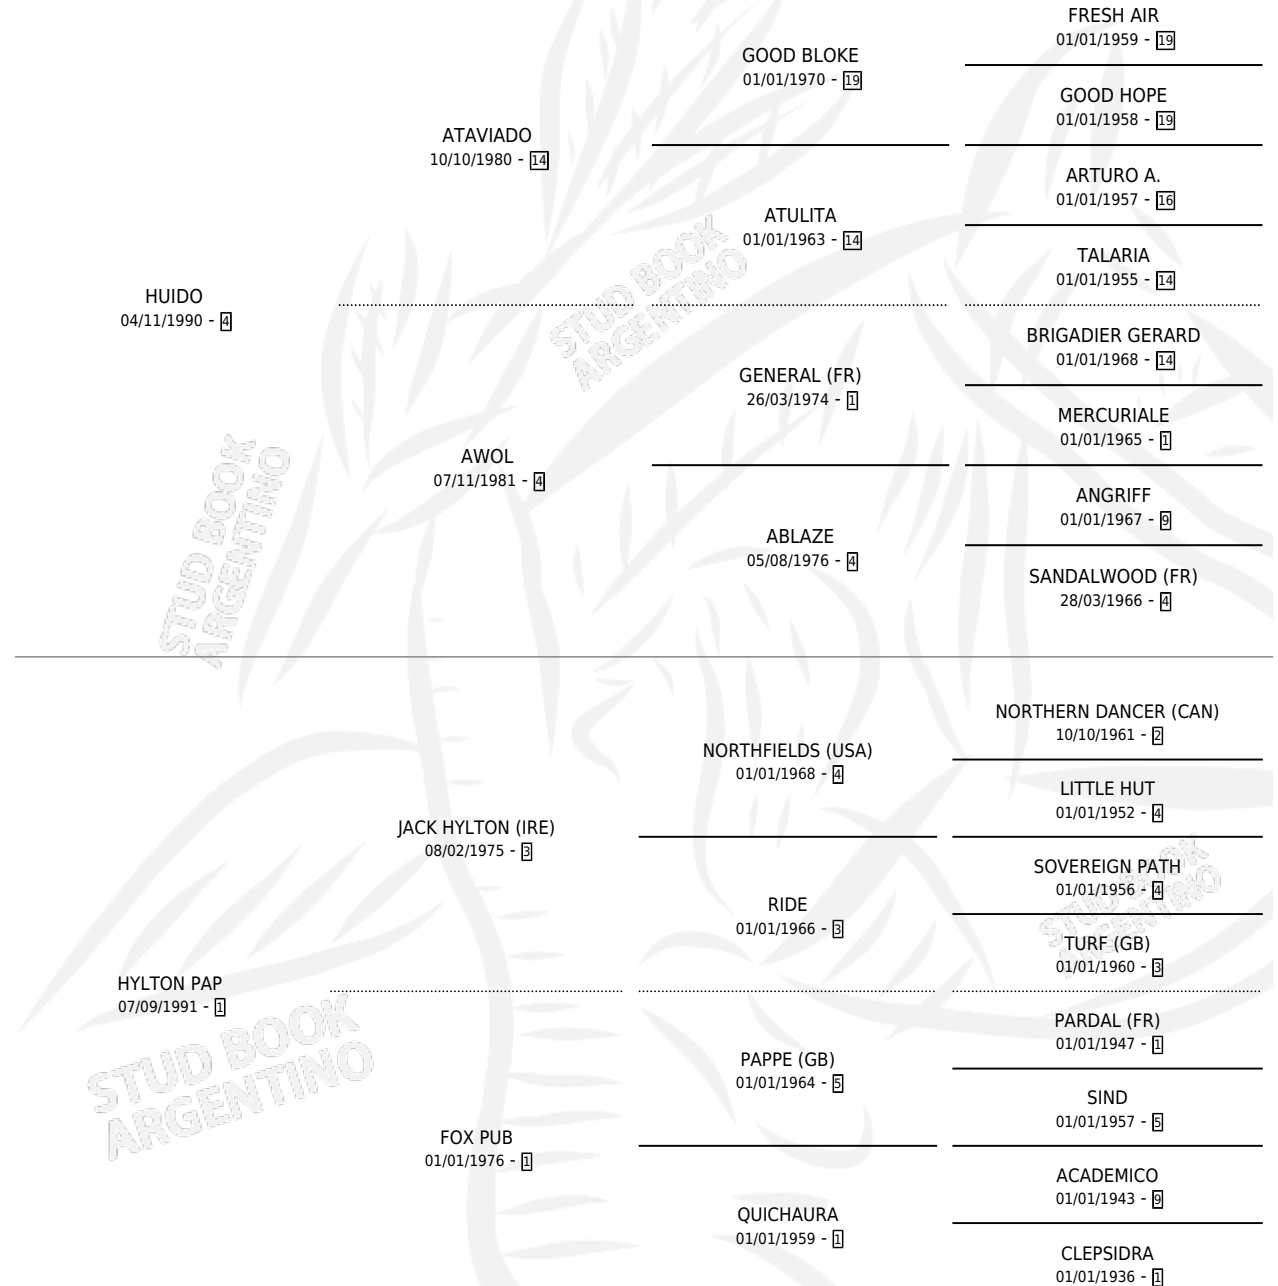 FRESH AIR
01/01/1959 - 19
GOOD BLOKE
01/01/1970 - 19
GOOD HOPE
01/01/1958 - 19
ATAVIADO
10/10/1980 - 14
ARTURO A.
01/01/1957 - 16
ATULITA
01/01/1963 - 14
TALARIA
01/01/1955 - 14
HUIDO
04/11/1990 - 4
STUD BOOK
ARGENTINO
BRIGADIER GERARD
01/01/1968 - 14
GENERAL (FR)
26/03/1974 - 1
MERCURIALE
01/01/1965 - 1
AWOL
07/11/1981 - 4
ANGRIFF
01/01/1967 - 9
ABLAZE
05/08/1976 - 4
SANDALWOOD (FR)
28/03/1966 - 4
STUD BOOK
ARGENTINO
NORTHERN DANCER (CAN)
10/10/1961 - 2
NORTHFIELDS (USA)
01/01/1968 - 4
LITTLE HUT
01/01/1952 - 4
JACK HYLTON (IRE)
08/02/1975 - 3
SOVEREIGN PATH
01/01/1956 - 4
RIDE
01/01/1966 - 3
TURF (GB)
01/01/1960 - 3
STUD BOOK
ARGENTINO
HYLTON PAP
07/09/1991 - 1
PARDAL (FR)
01/01/1947 - 1
PAPPE (GB)
01/01/1964 - 5
SIND
01/01/1957 - 5
STUD BOOK
ARGENTINO
FOX PUB
01/01/1976 - 1
ACADEMICO
01/01/1943 - 9
QUICHAURA
01/01/1959 - 1
CLEPSIDRA
01/01/1936 - 1